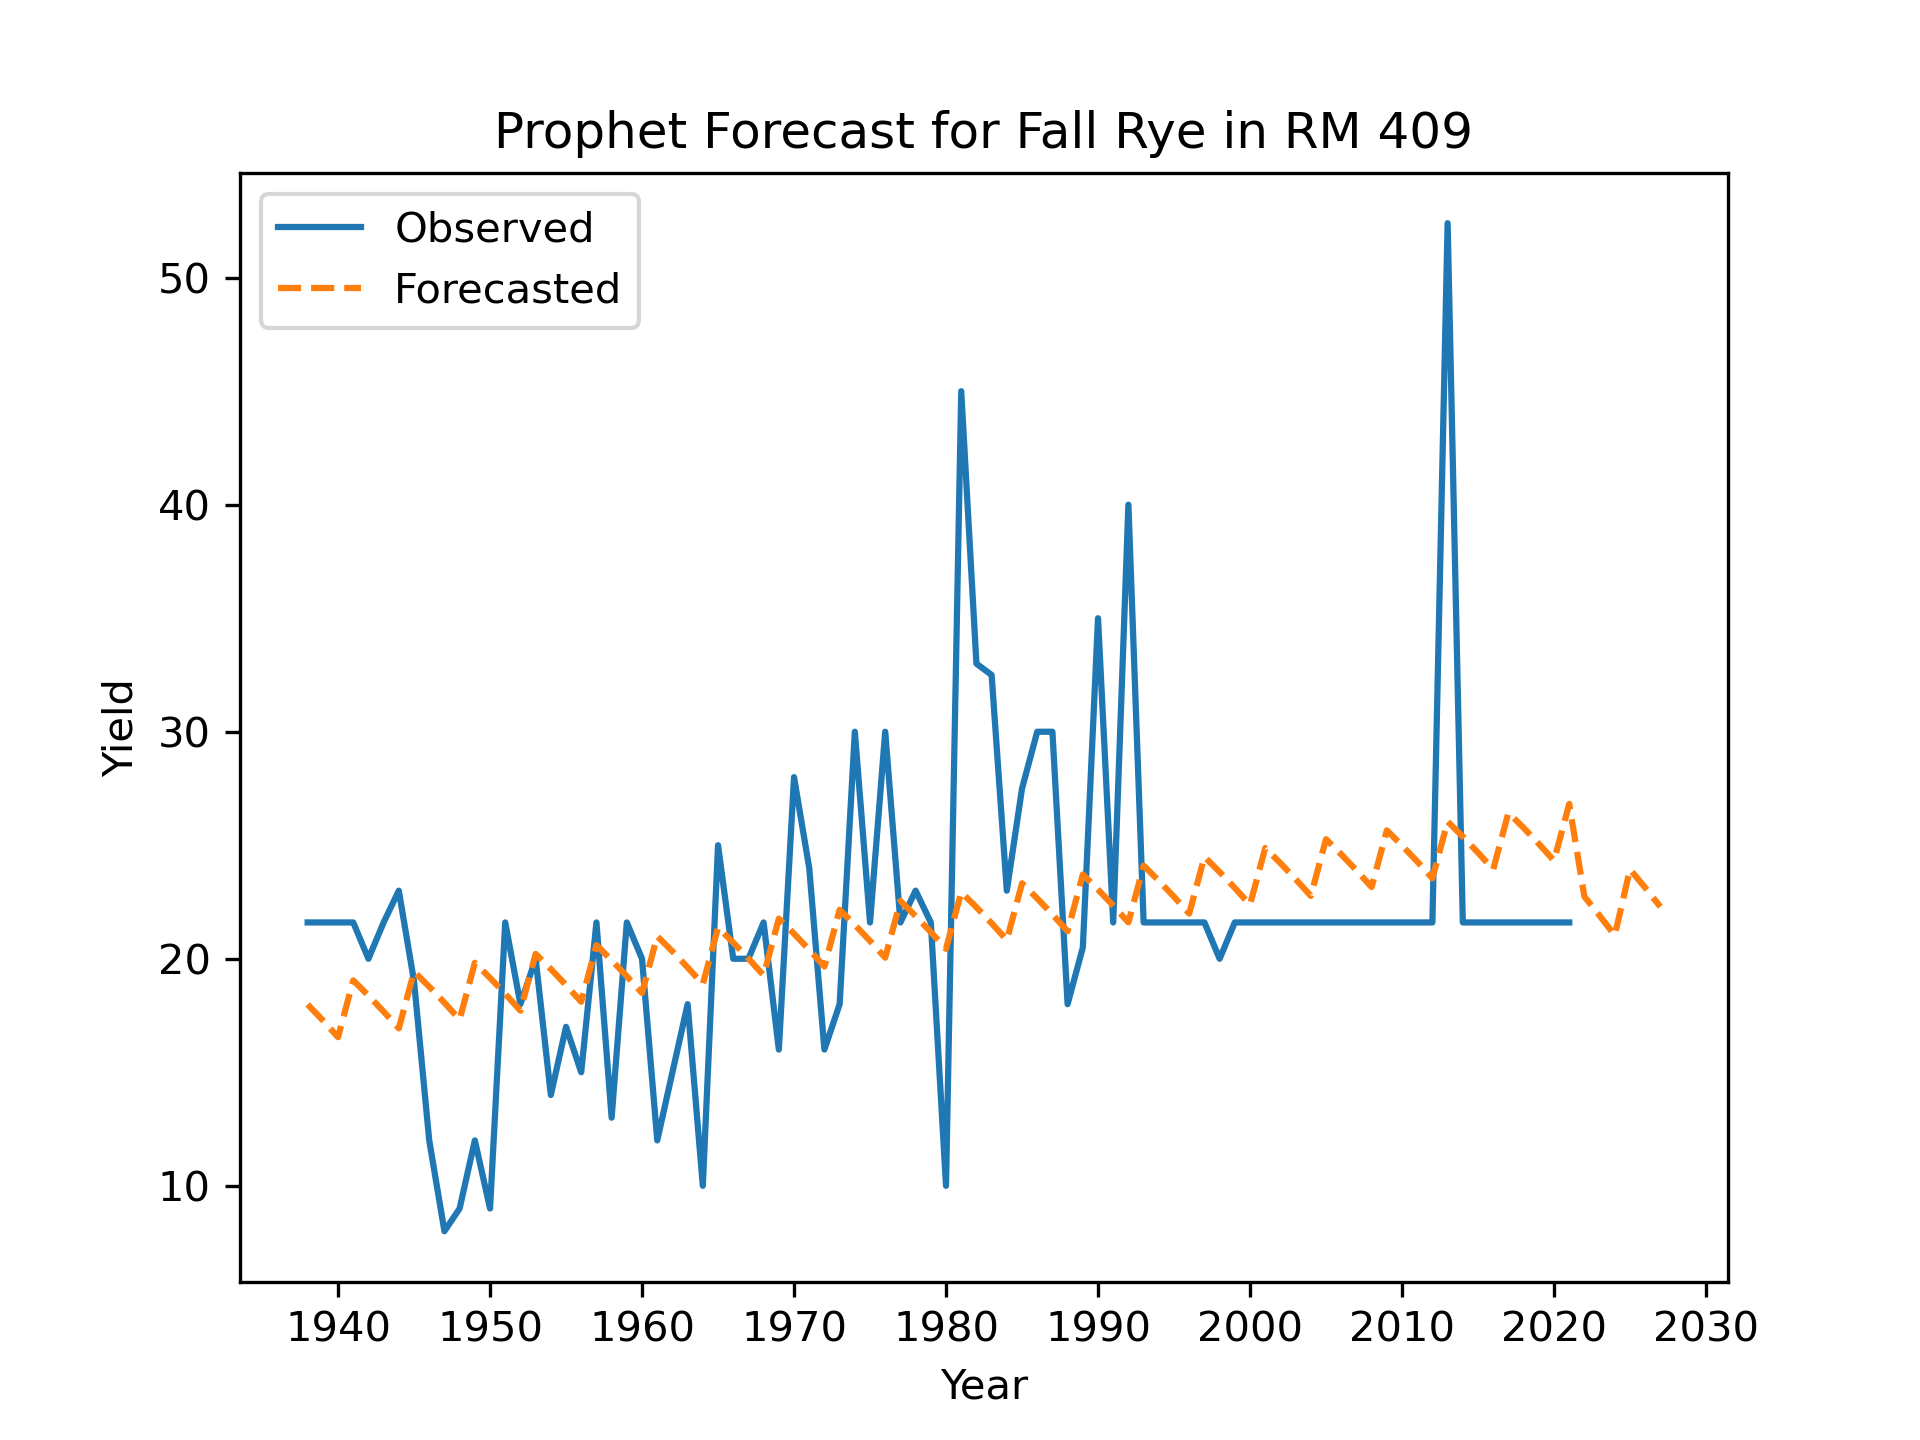 Prophet Forecast for Fall Rye in RM 409
Observed
Forecasted
50
40
30
20
10
Yield
1940 1950 1960 1970 1980 1990 2000 2010 2020 2030
Year